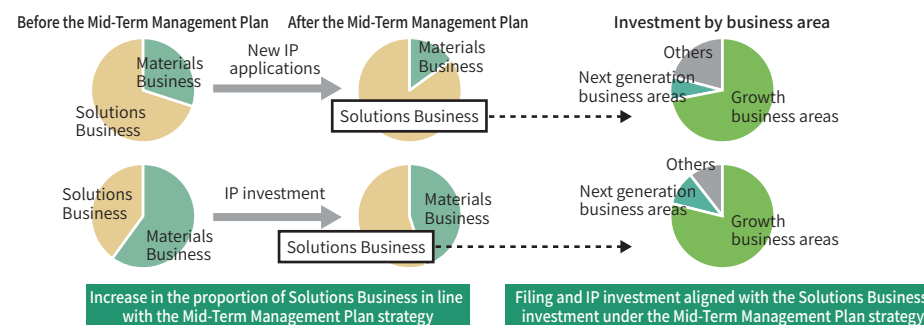 Before the Mid-Term Management Plan
After the Mid-Term Management Plan
Investment by business area
Materials
Business
Solutions
Business
New IP
applications
Materials
Business
Solutions Business
Others
Next generation
business areas
Growth
business areas
Solutions
Business
Materials
Business
IP investment
Materials
Business
Solutions Business
Others
Next generation
business areas
Growth
business areas
Increase in the proportion of Solutions Business in line
with the Mid-Term Management Plan strategy
Filing and IP investment aligned with the Solutions Business
investment under the Mid-Term Management Plan strategy